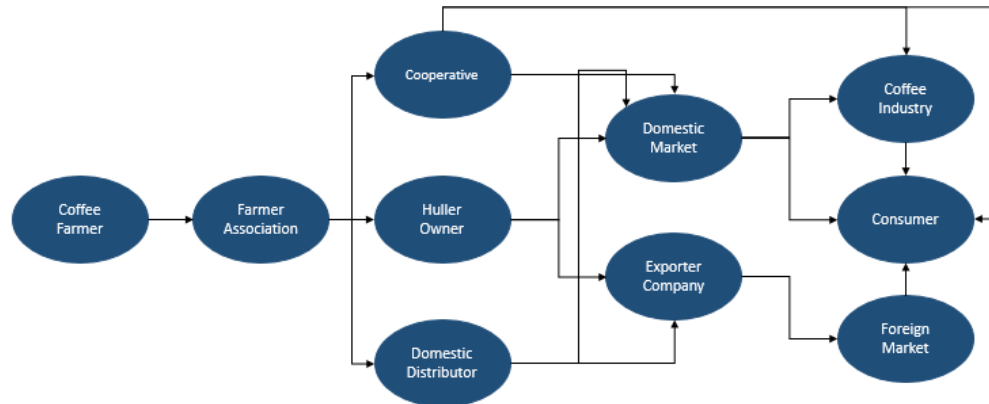 Cooperative
Coffee
Industry
Domestic
Market
Coffee
Farmer
Farmer
Association
Huller
Owner
Consumer
Exporter
Company
Domestic
Distributor
Foreign
Market